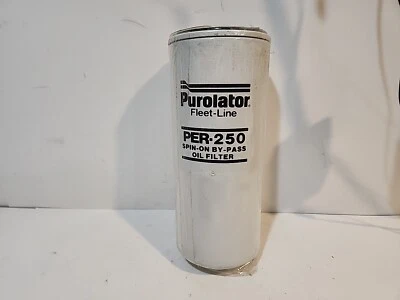 Purolator
Fleet-Line
PER-250
SPIN-ON BY-PASS
OIL FILTER